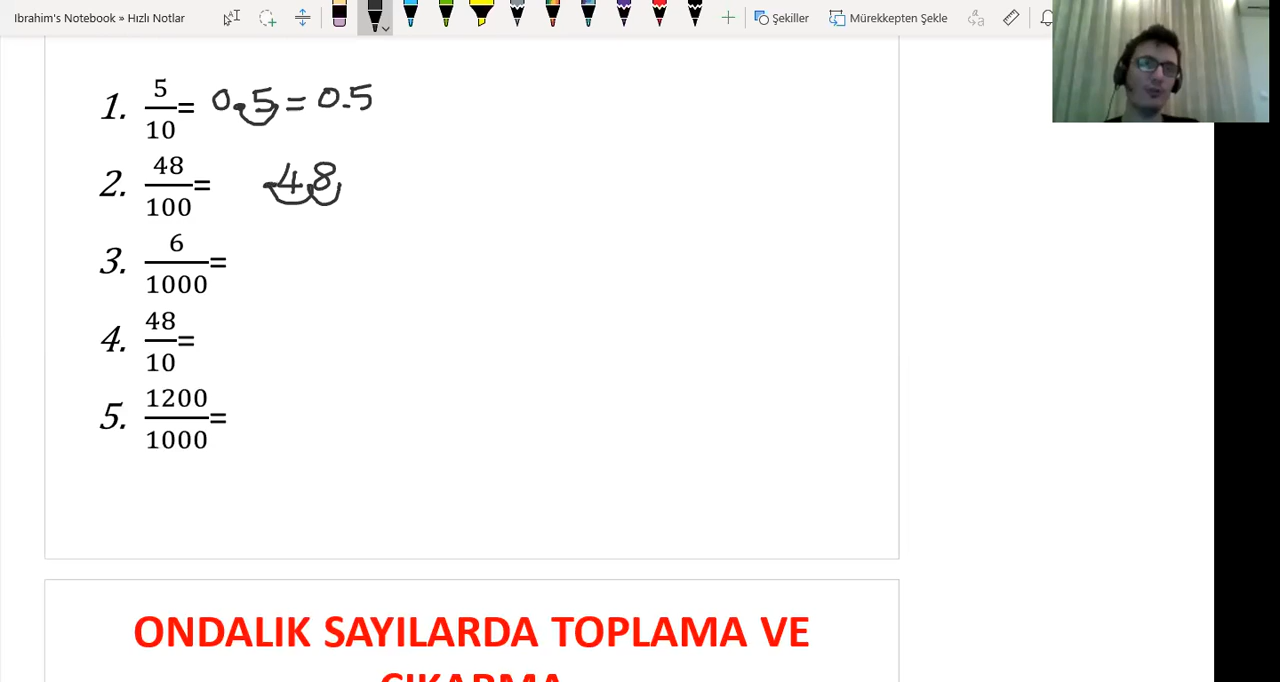 Ibrahim's Notebook » Hızlı Notlar
Şekiller
Mürekkepten Şekle
1. 5/10 = 0.5 = 0.5
2. 48/100 = .48
3. 6/1000 =
4. 48/10 =
5. 1200/1000 =
ONDALIK SAYILARDA TOPLAMA VE